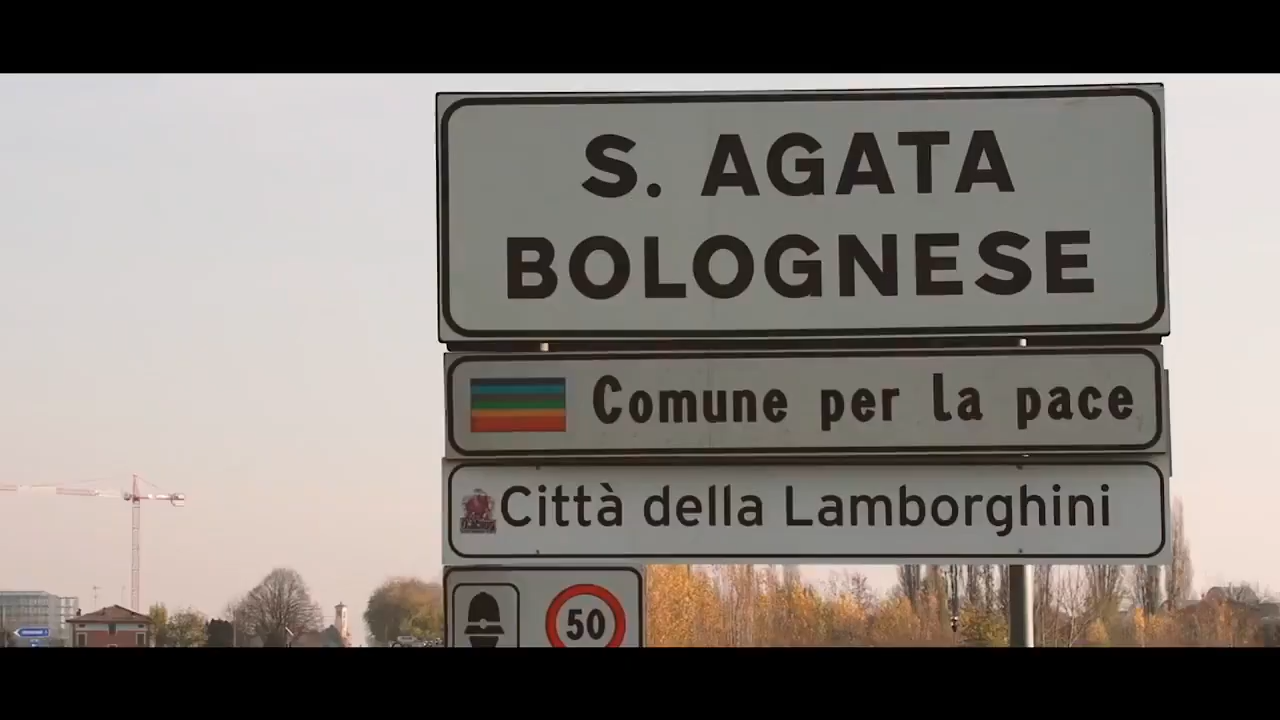 S. AGATA
BOLOGNESE
Comune per la pace
Città della Lamborghini
50